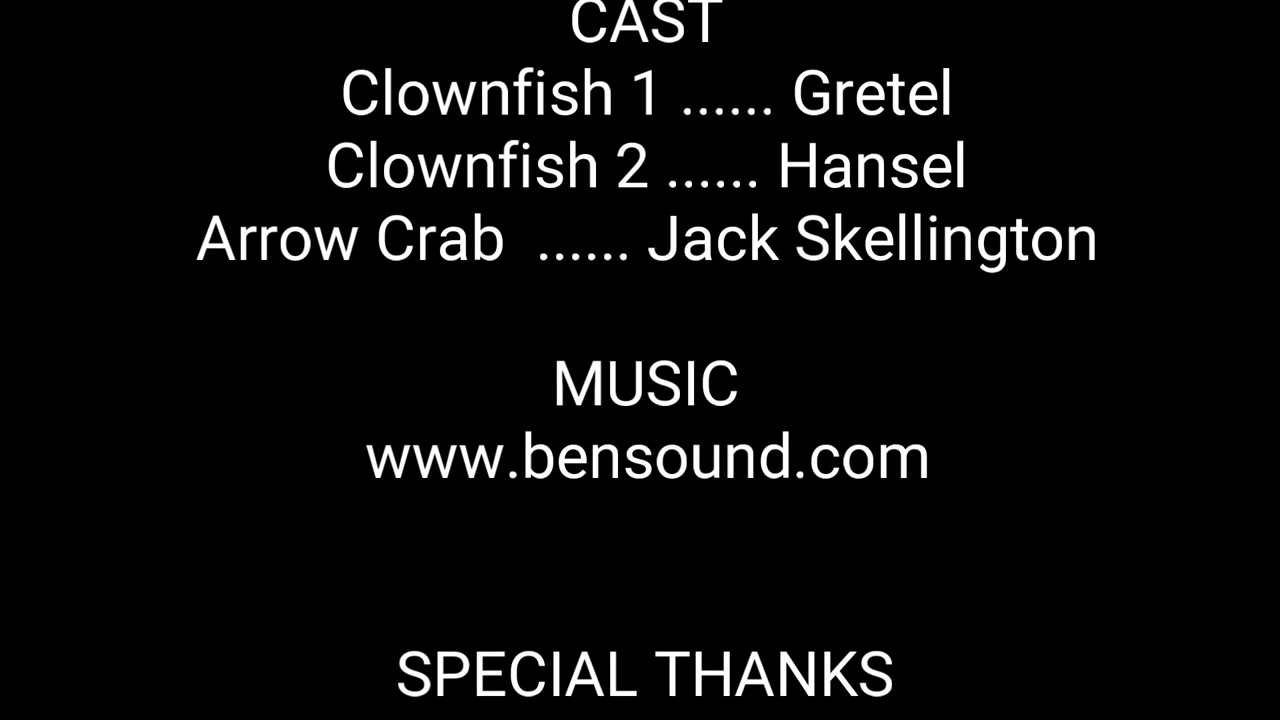 CAST
Clownfish 1 ...... Gretel
Clownfish 2 ...... Hansel
Arrow Crab  ...... Jack Skellington
MUSIC
www.bensound.com
SPECIAL THANKS